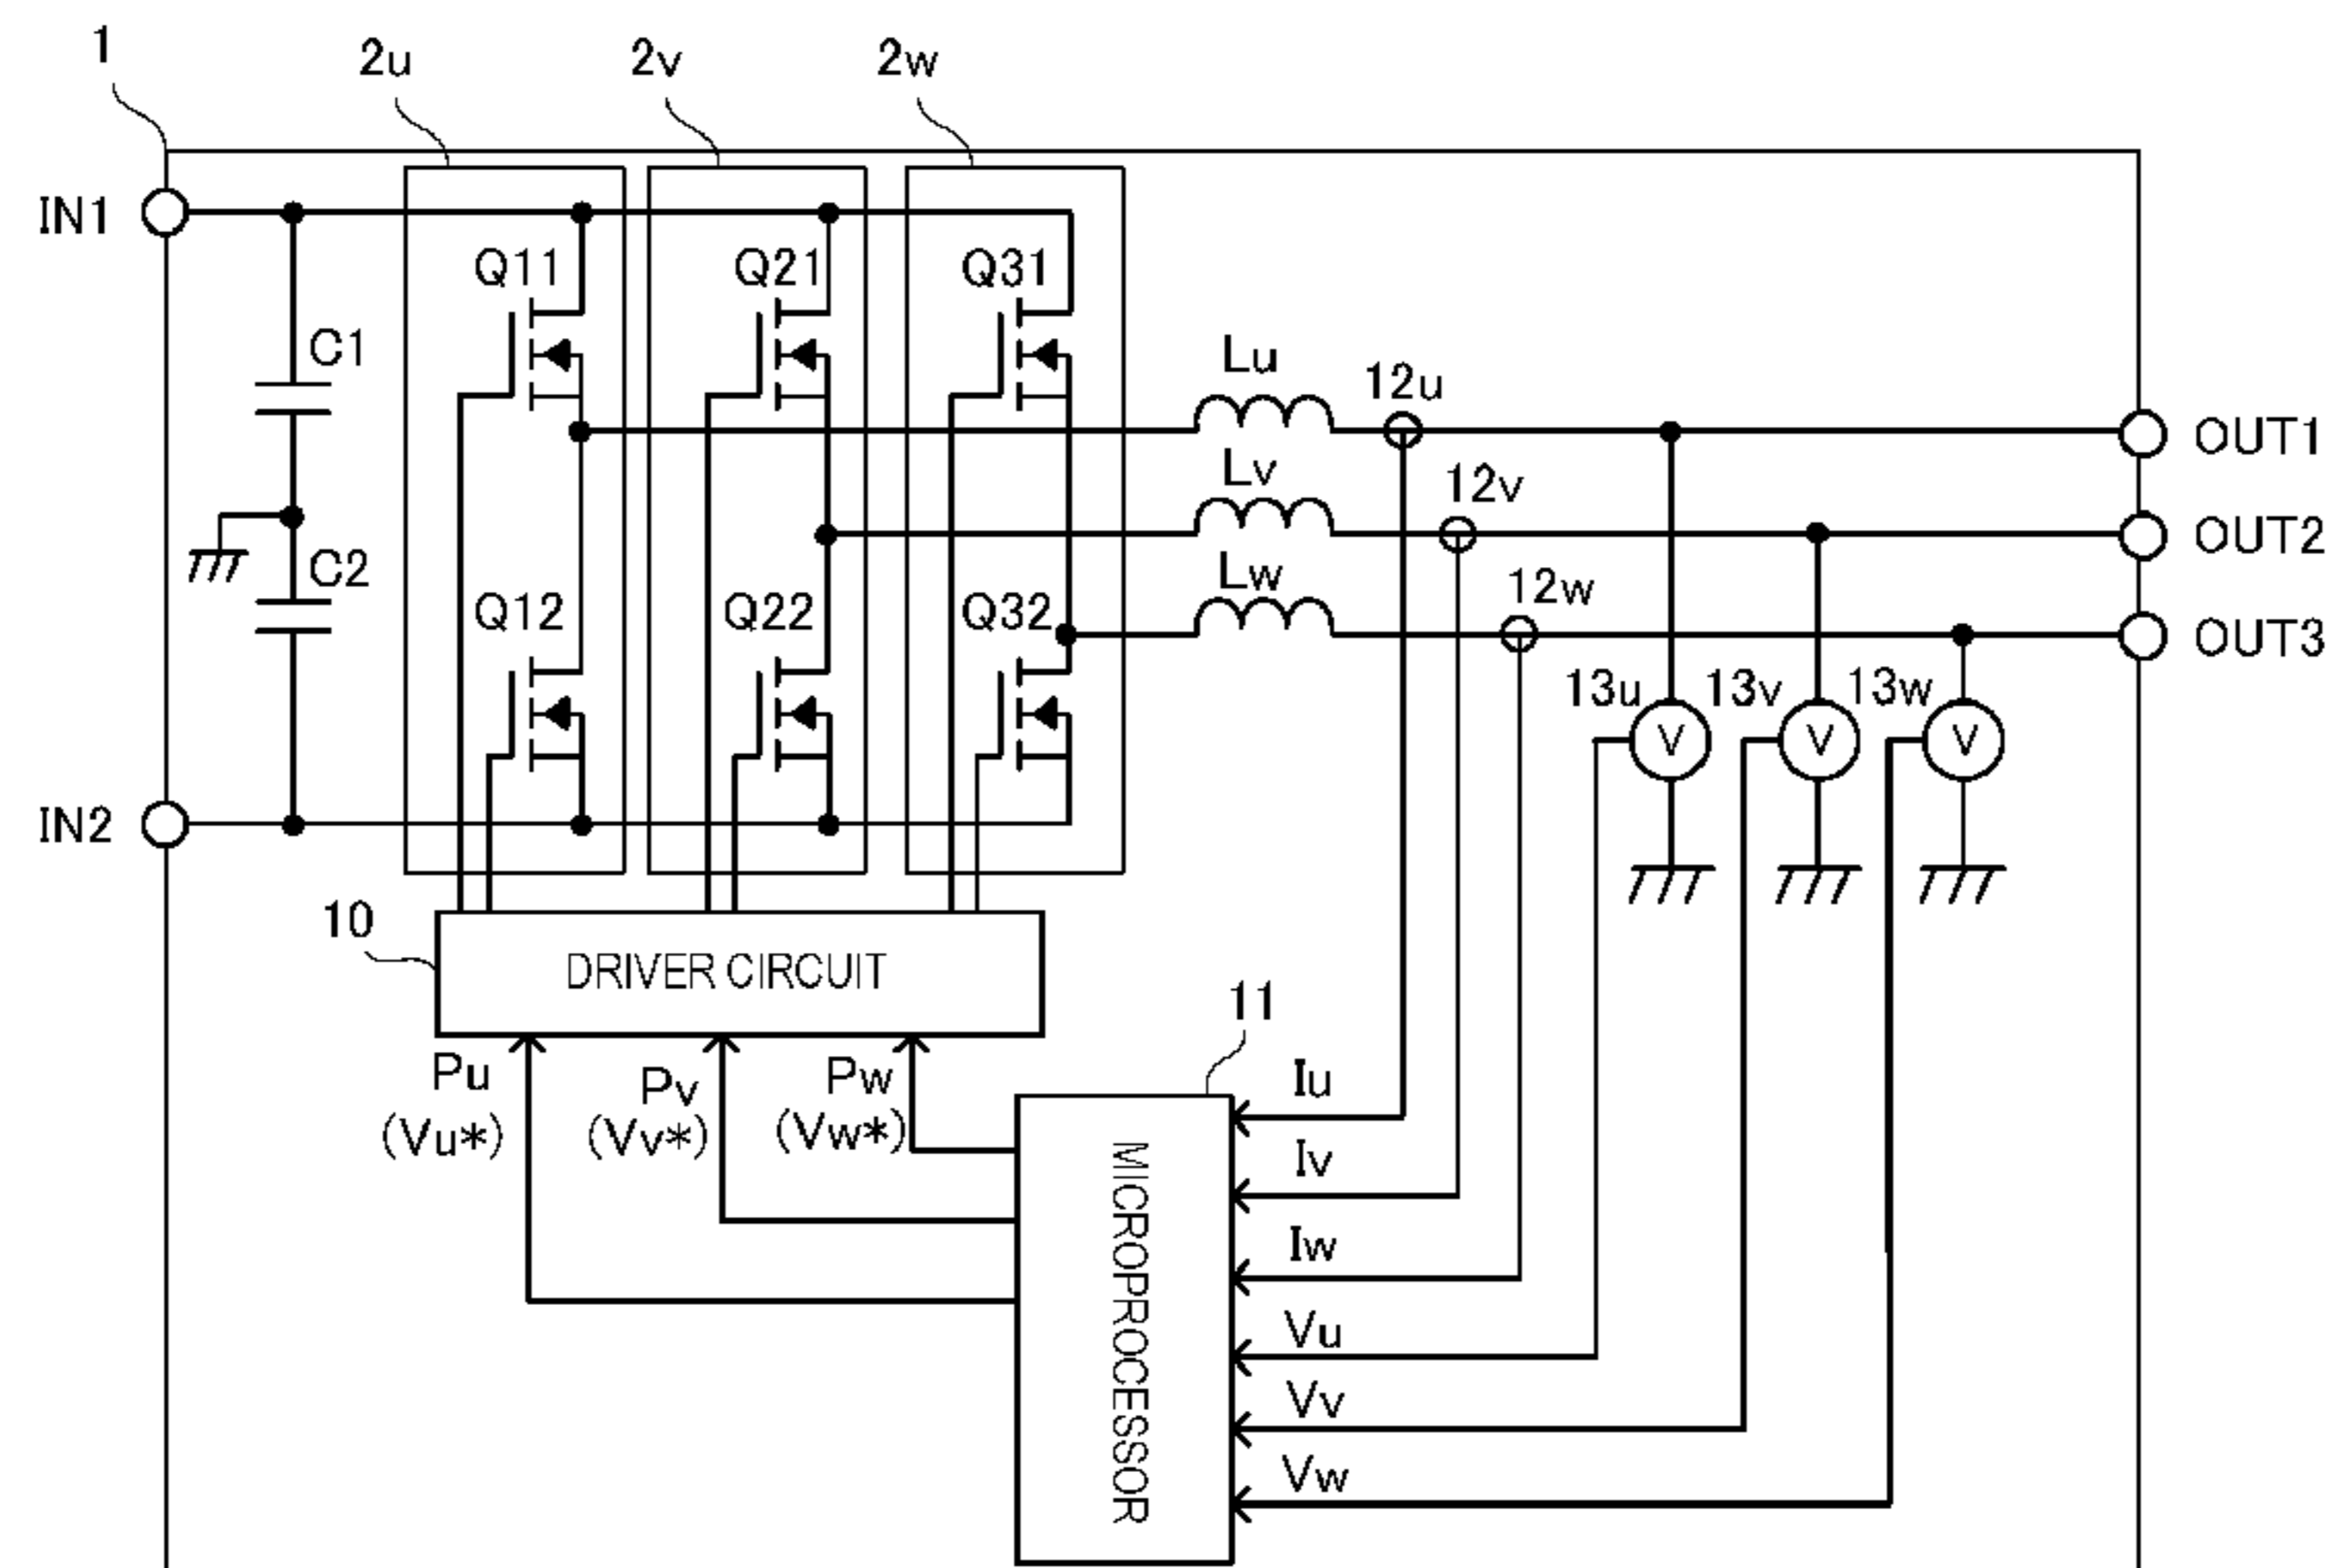 1
2u
2v
2w
IN1
Q11
Q21
Q31
C1
Lu
12u
OUT1
Lv
12v
OUT2
C2
Lw
12w
OUT3
Q12
Q22
Q32
13u
13v
13w
V
V
V
IN2
10
DRIVER CIRCUIT
11
Pu
(Vu*)
Pv
(Vv*)
Pw
(Vw*)
MICROPROCESSOR
Iu
Iv
Iw
Vu
Vv
Vw